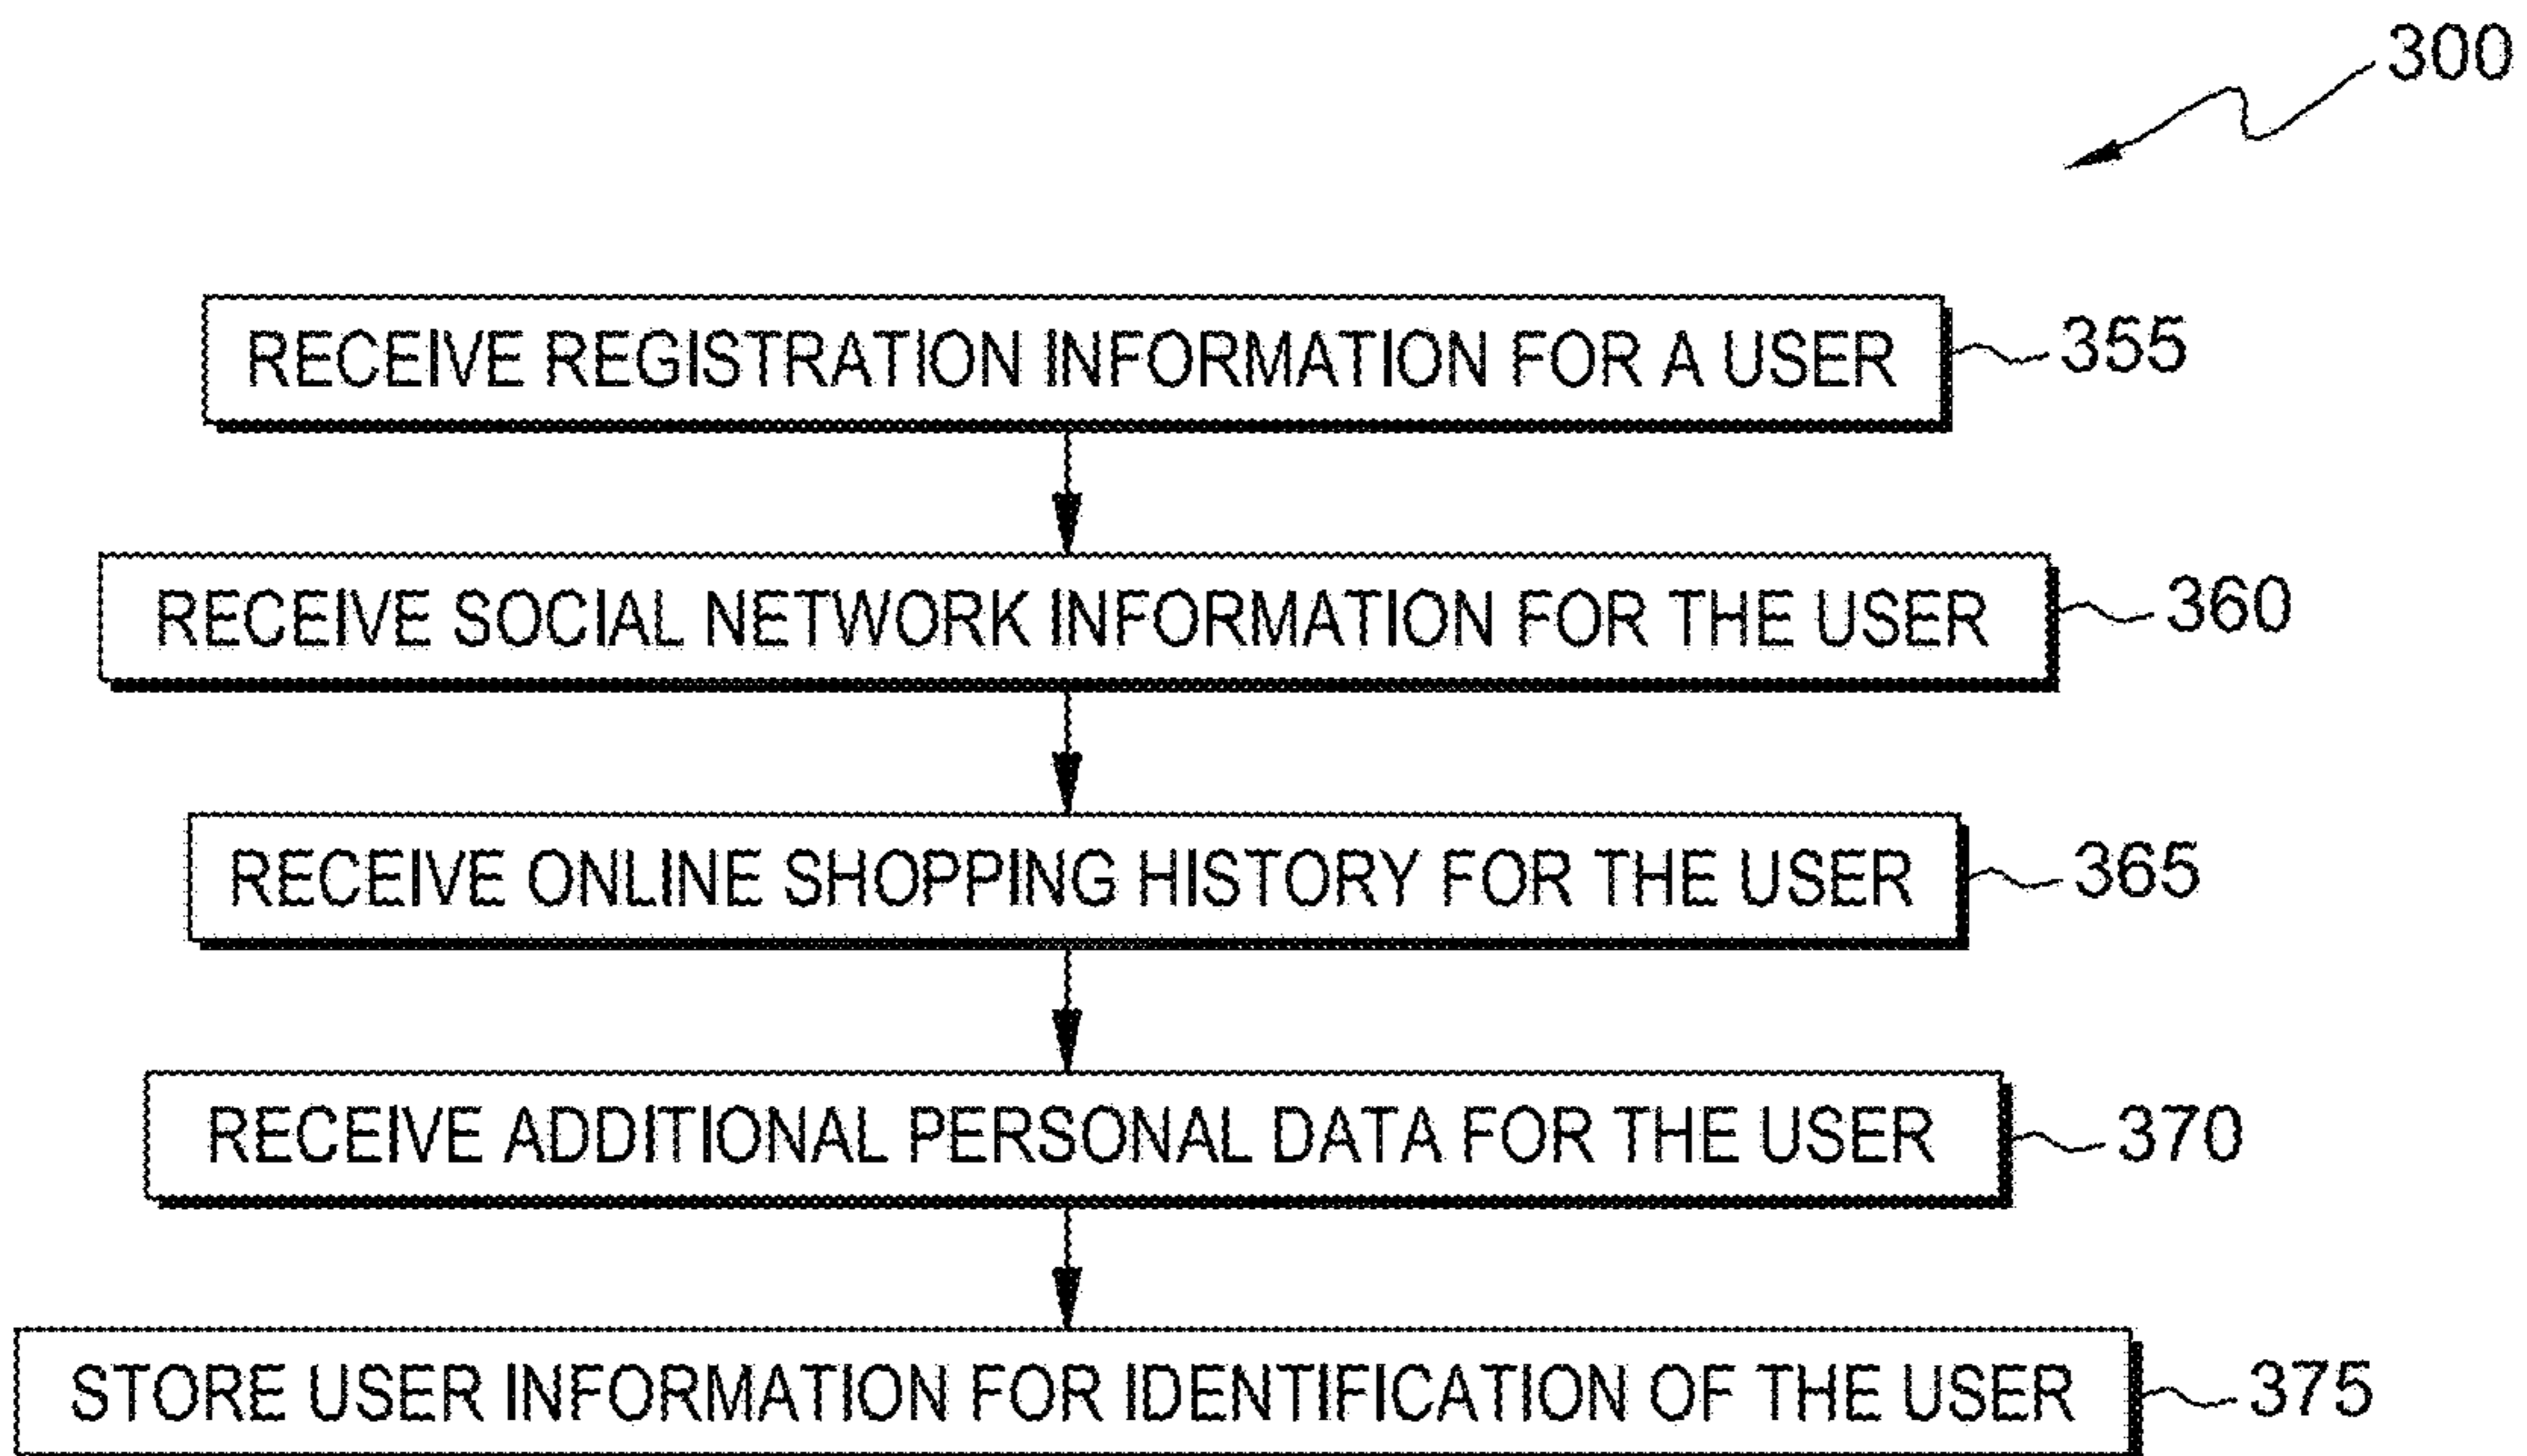 300
RECEIVE REGISTRATION INFORMATION FOR A USER 355
RECEIVE SOCIAL NETWORK INFORMATION FOR THE USER 360
RECEIVE ONLINE SHOPPING HISTORY FOR THE USER 365
RECEIVE ADDITIONAL PERSONAL DATA FOR THE USER 370
STORE USER INFORMATION FOR IDENTIFICATION OF THE USER 375